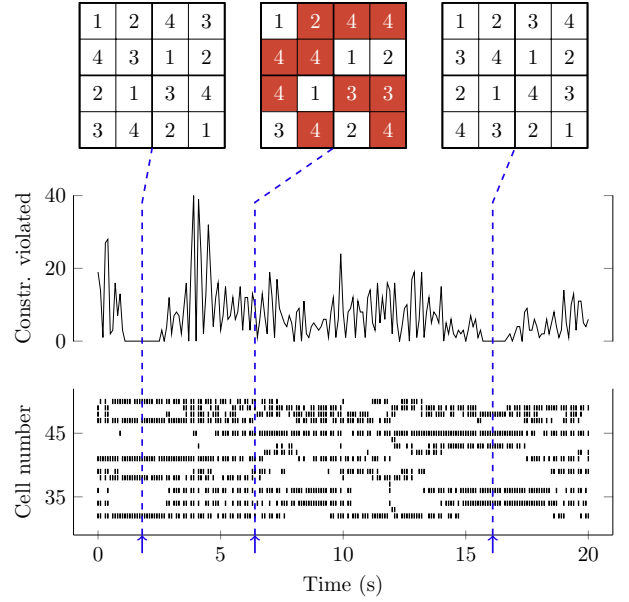 1 2 4 3
4 3 1 2
2 1 3 4
3 4 2 1
1 2 4 4
4 4 1 2
4 1 3 3
3 4 2 4
1 2 3 4
3 4 1 2
2 1 4 3
4 3 2 1
Constr. violated
40
20
0
Cell number
45
35
0 5 10 15 20
Time (s)